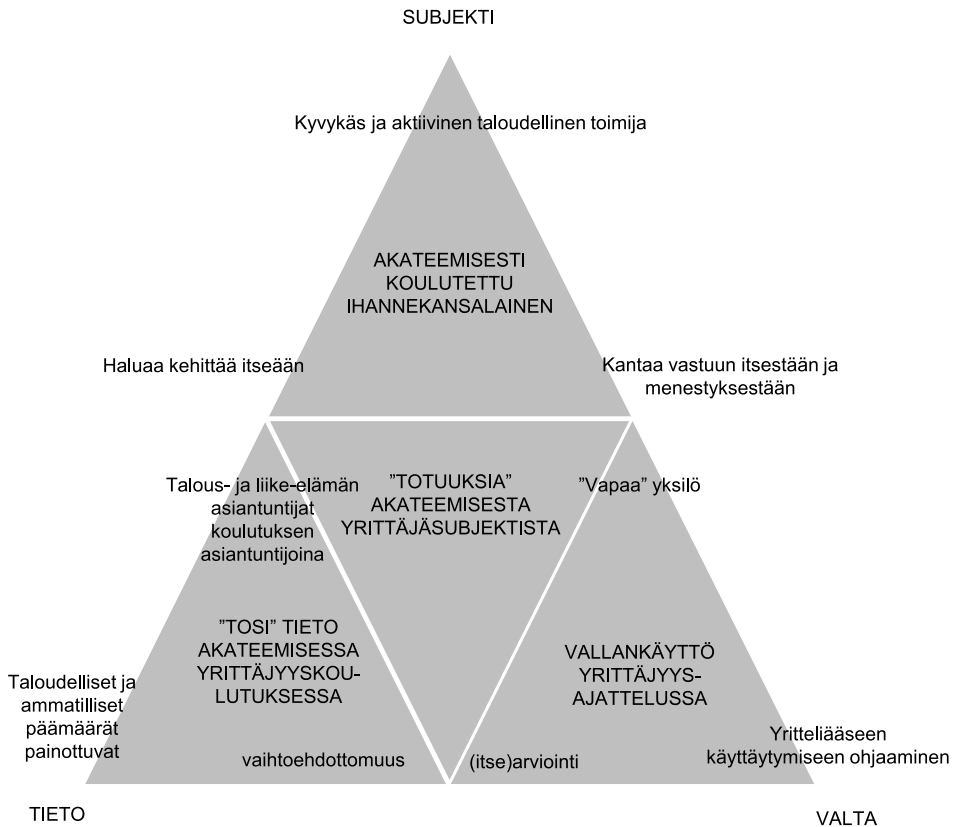 SUBJEKTI
Kyvykäs ja aktiivinen taloudellinen toimija
AKATEEMISESTI
KOULUTETTU
IHANNEKANSALAINEN
Haluaa kehittää itseään
Kantaa vastuun itsestään ja
menestyksestään
Talous- ja liike-elämän
asiantuntijat
koulutuksen
asiantuntijoina
"TOTUUKSIA"
AKATEEMISESTA
YRITTÄJÄSUBJEKTISTA
"Vapaa" yksilö
"TOSI" TIETO
AKATEEMISESSA
YRITTÄJYYSKOU-
LUTUKSESSA
VALLANKÄYTTÖ
YRITTÄJYYS-
AJATTELUSSA
Taloudelliset ja
ammatilliset
päämäärät
painottuvat
vaihtoehdottomuus
(itse)arviointi
Yritteliääseen
käyttäytymiseen ohjaaminen
TIETO
VALTA